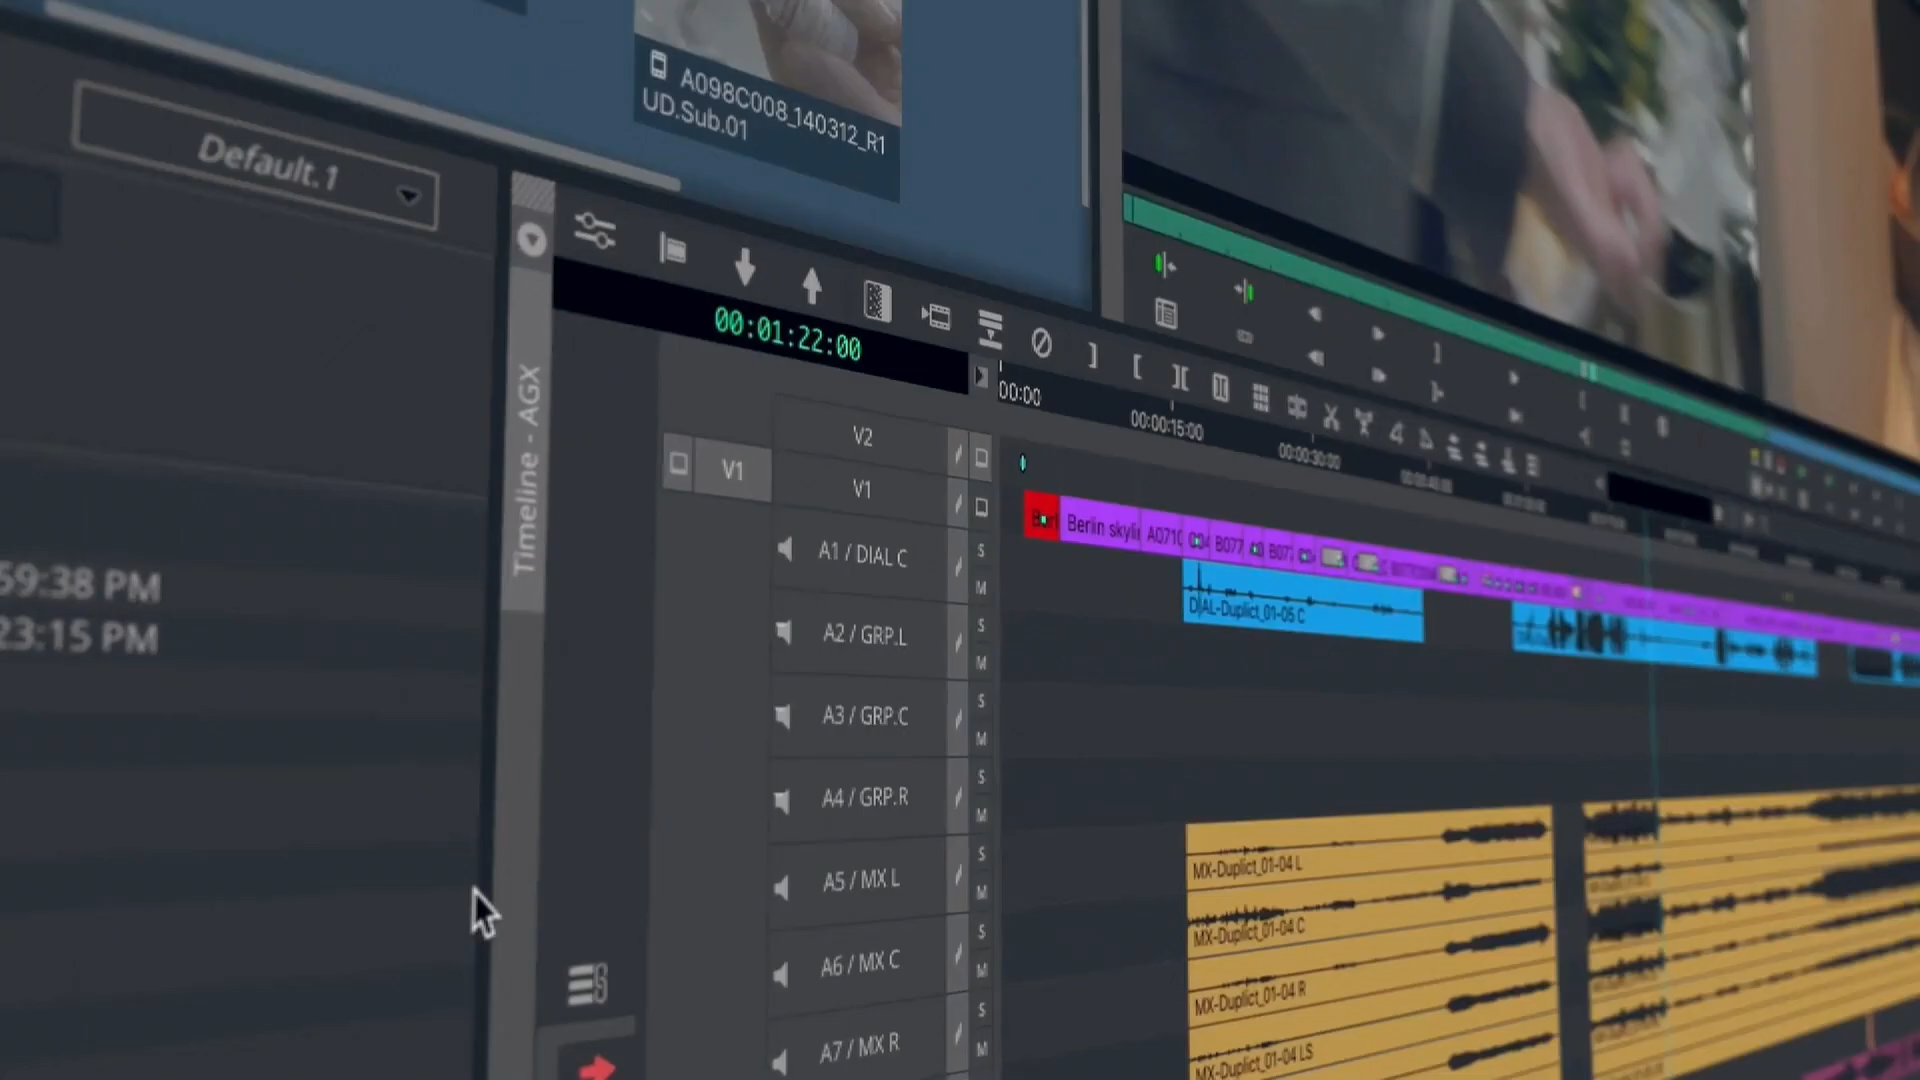 A098C008_140312_R1
UD.Sub.01
Default.1
00:01:22:00
00:00
00:00:15:00
00:00:30:00
Timeline - AGX
V2
V1
V1
A1 / DIAL C
S
M
A2 / GRP.L
S
M
A3 / GRP.C
S
M
A4 / GRP.R
S
M
A5 / MX L
S
M
A6 / MX C
S
M
A7 / MX R
S
M
59:38 PM
23:15 PM
Berlin skylin
A0710
B077
B077
DIAL-Duplict_01-05 C
MX-Duplict_01-04 L
MX-Duplict_01-04 C
MX-Duplict_01-04 R
MX-Duplict_01-04 LS